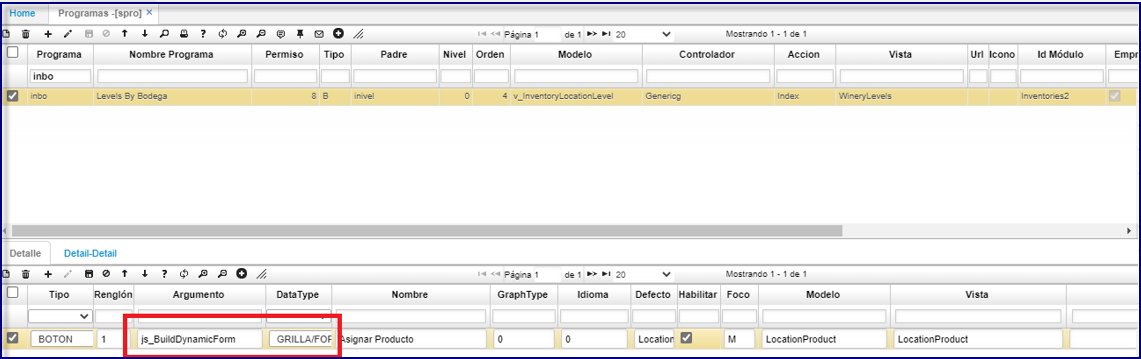 Home Programas -[spro] ×
Página 1 de 1 20 Mostrando 1 - 1 de 1
Programa Nombre Programa Permiso Tipo Padre Nivel Orden Modelo Controlador Accion Vista Url Icono Id Módulo Empr
inbo
inbo Levels By Bodega 8 B inivel 0 4 v_InventoryLocationLevel Genericg Index WineryLevels Inventories2
Detalle Detail-Detail
Página 1 de 1 20 Mostrando 1 - 1 de 1
Tipo Renglón Argumento DataType Nombre GraphType Idioma Defecto Habilitar Foco Modelo Vista
BOTON 1 js_BuildDynamicForm GRILLA/FOR Asignar Producto 0 0 Location M LocationProduct LocationProduct